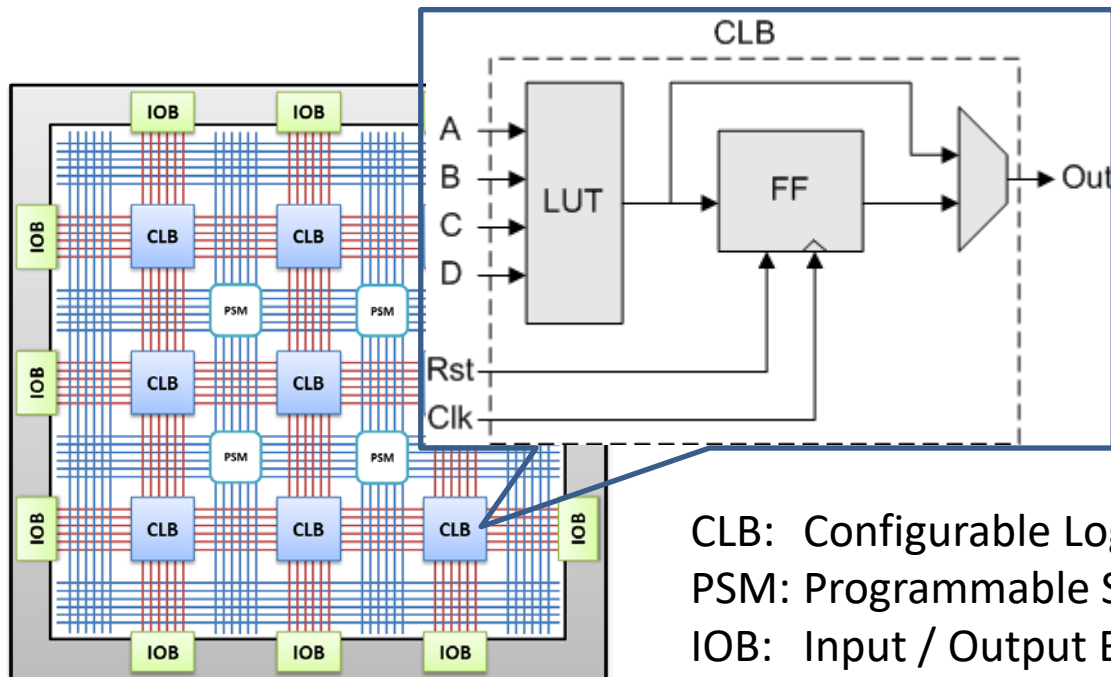 CLB
IOB IOB
A
B
C
D
LUT
FF
Out
Rst
Clk
IOB CLB CLB
PSM PSM
IOB CLB CLB
PSM PSM
IOB CLB CLB CLB IOB
IOB IOB IOB
CLB: Configurable
PSM: Programmable
IOB: Input / Output